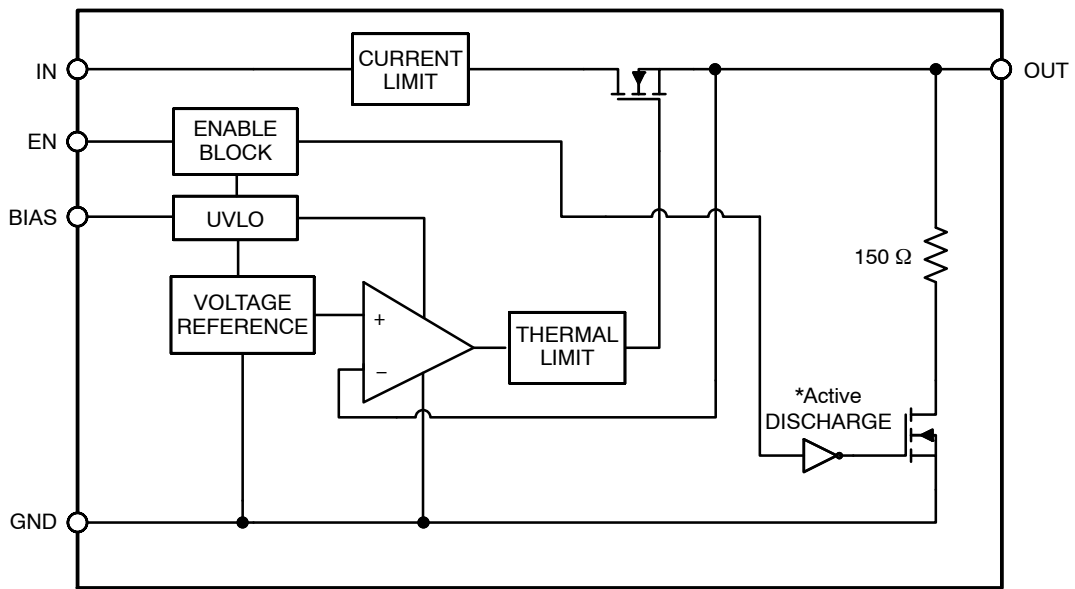 IN
CURRENT
LIMIT
OUT
EN
ENABLE
BLOCK
BIAS
UVLO
150 Ω
VOLTAGE
REFERENCE
+
−
THERMAL
LIMIT
*Active
DISCHARGE
GND